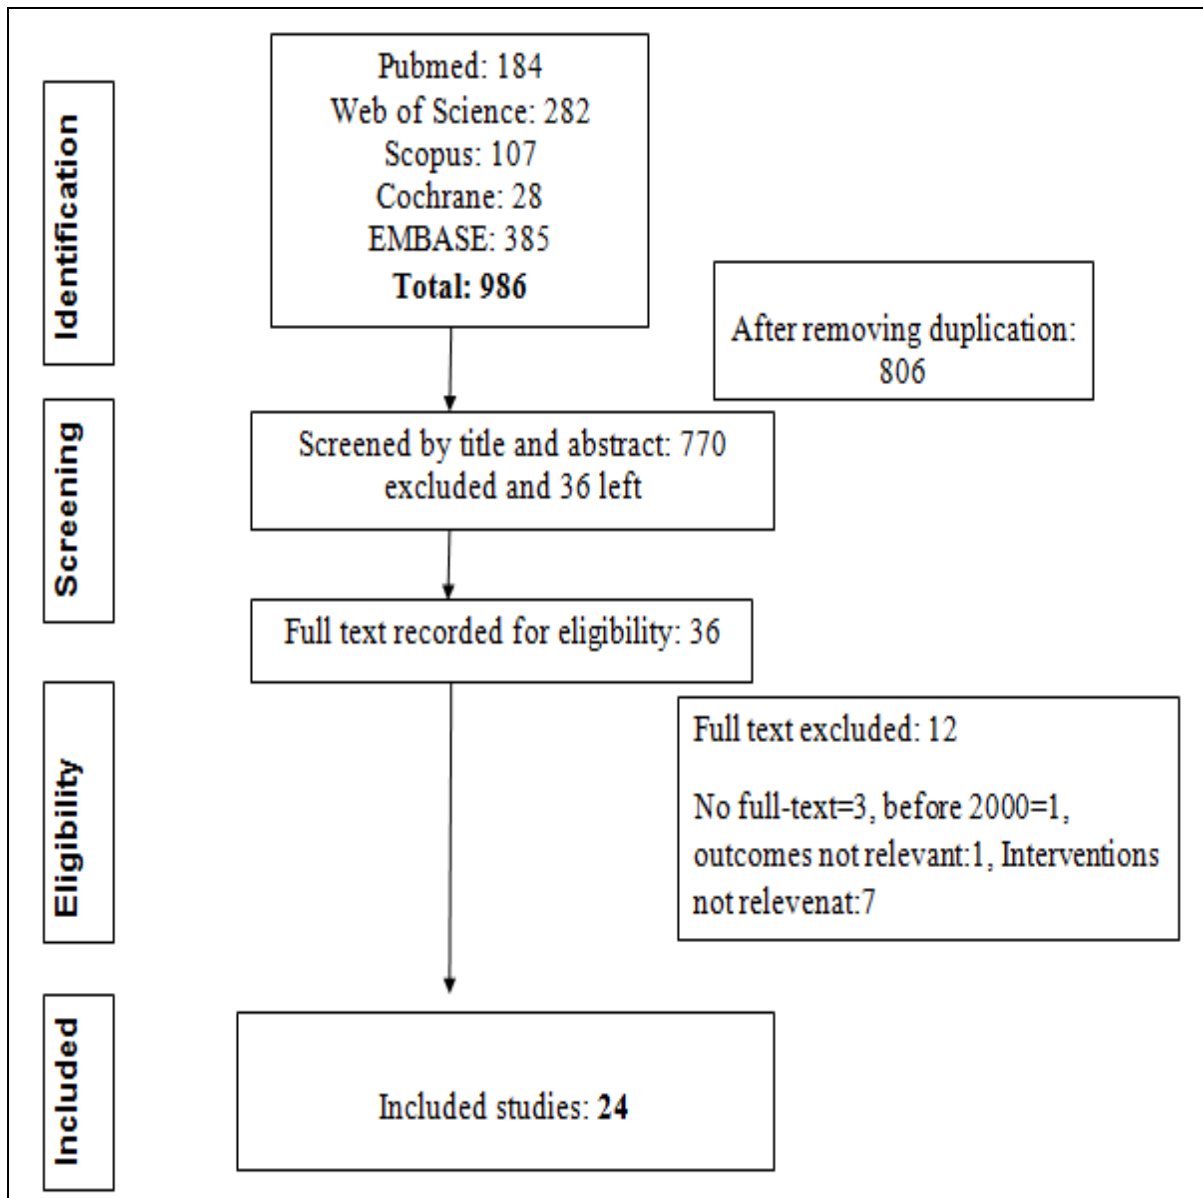 Identification
Pubmed: 184
Web of Science: 282
Scopus: 107
Cochrane: 28
EMBASE: 385
Total: 986
After removing duplication:
806
Screening
Screened by title and abstract: 770
excluded and 36 left
Full text recorded for eligibility: 36
Eligibility
Full text excluded: 12
No full-text=3, before 2000=1,
outcomes not relevant:1, Interventions
not relevenat:7
Included
Included studies: 24